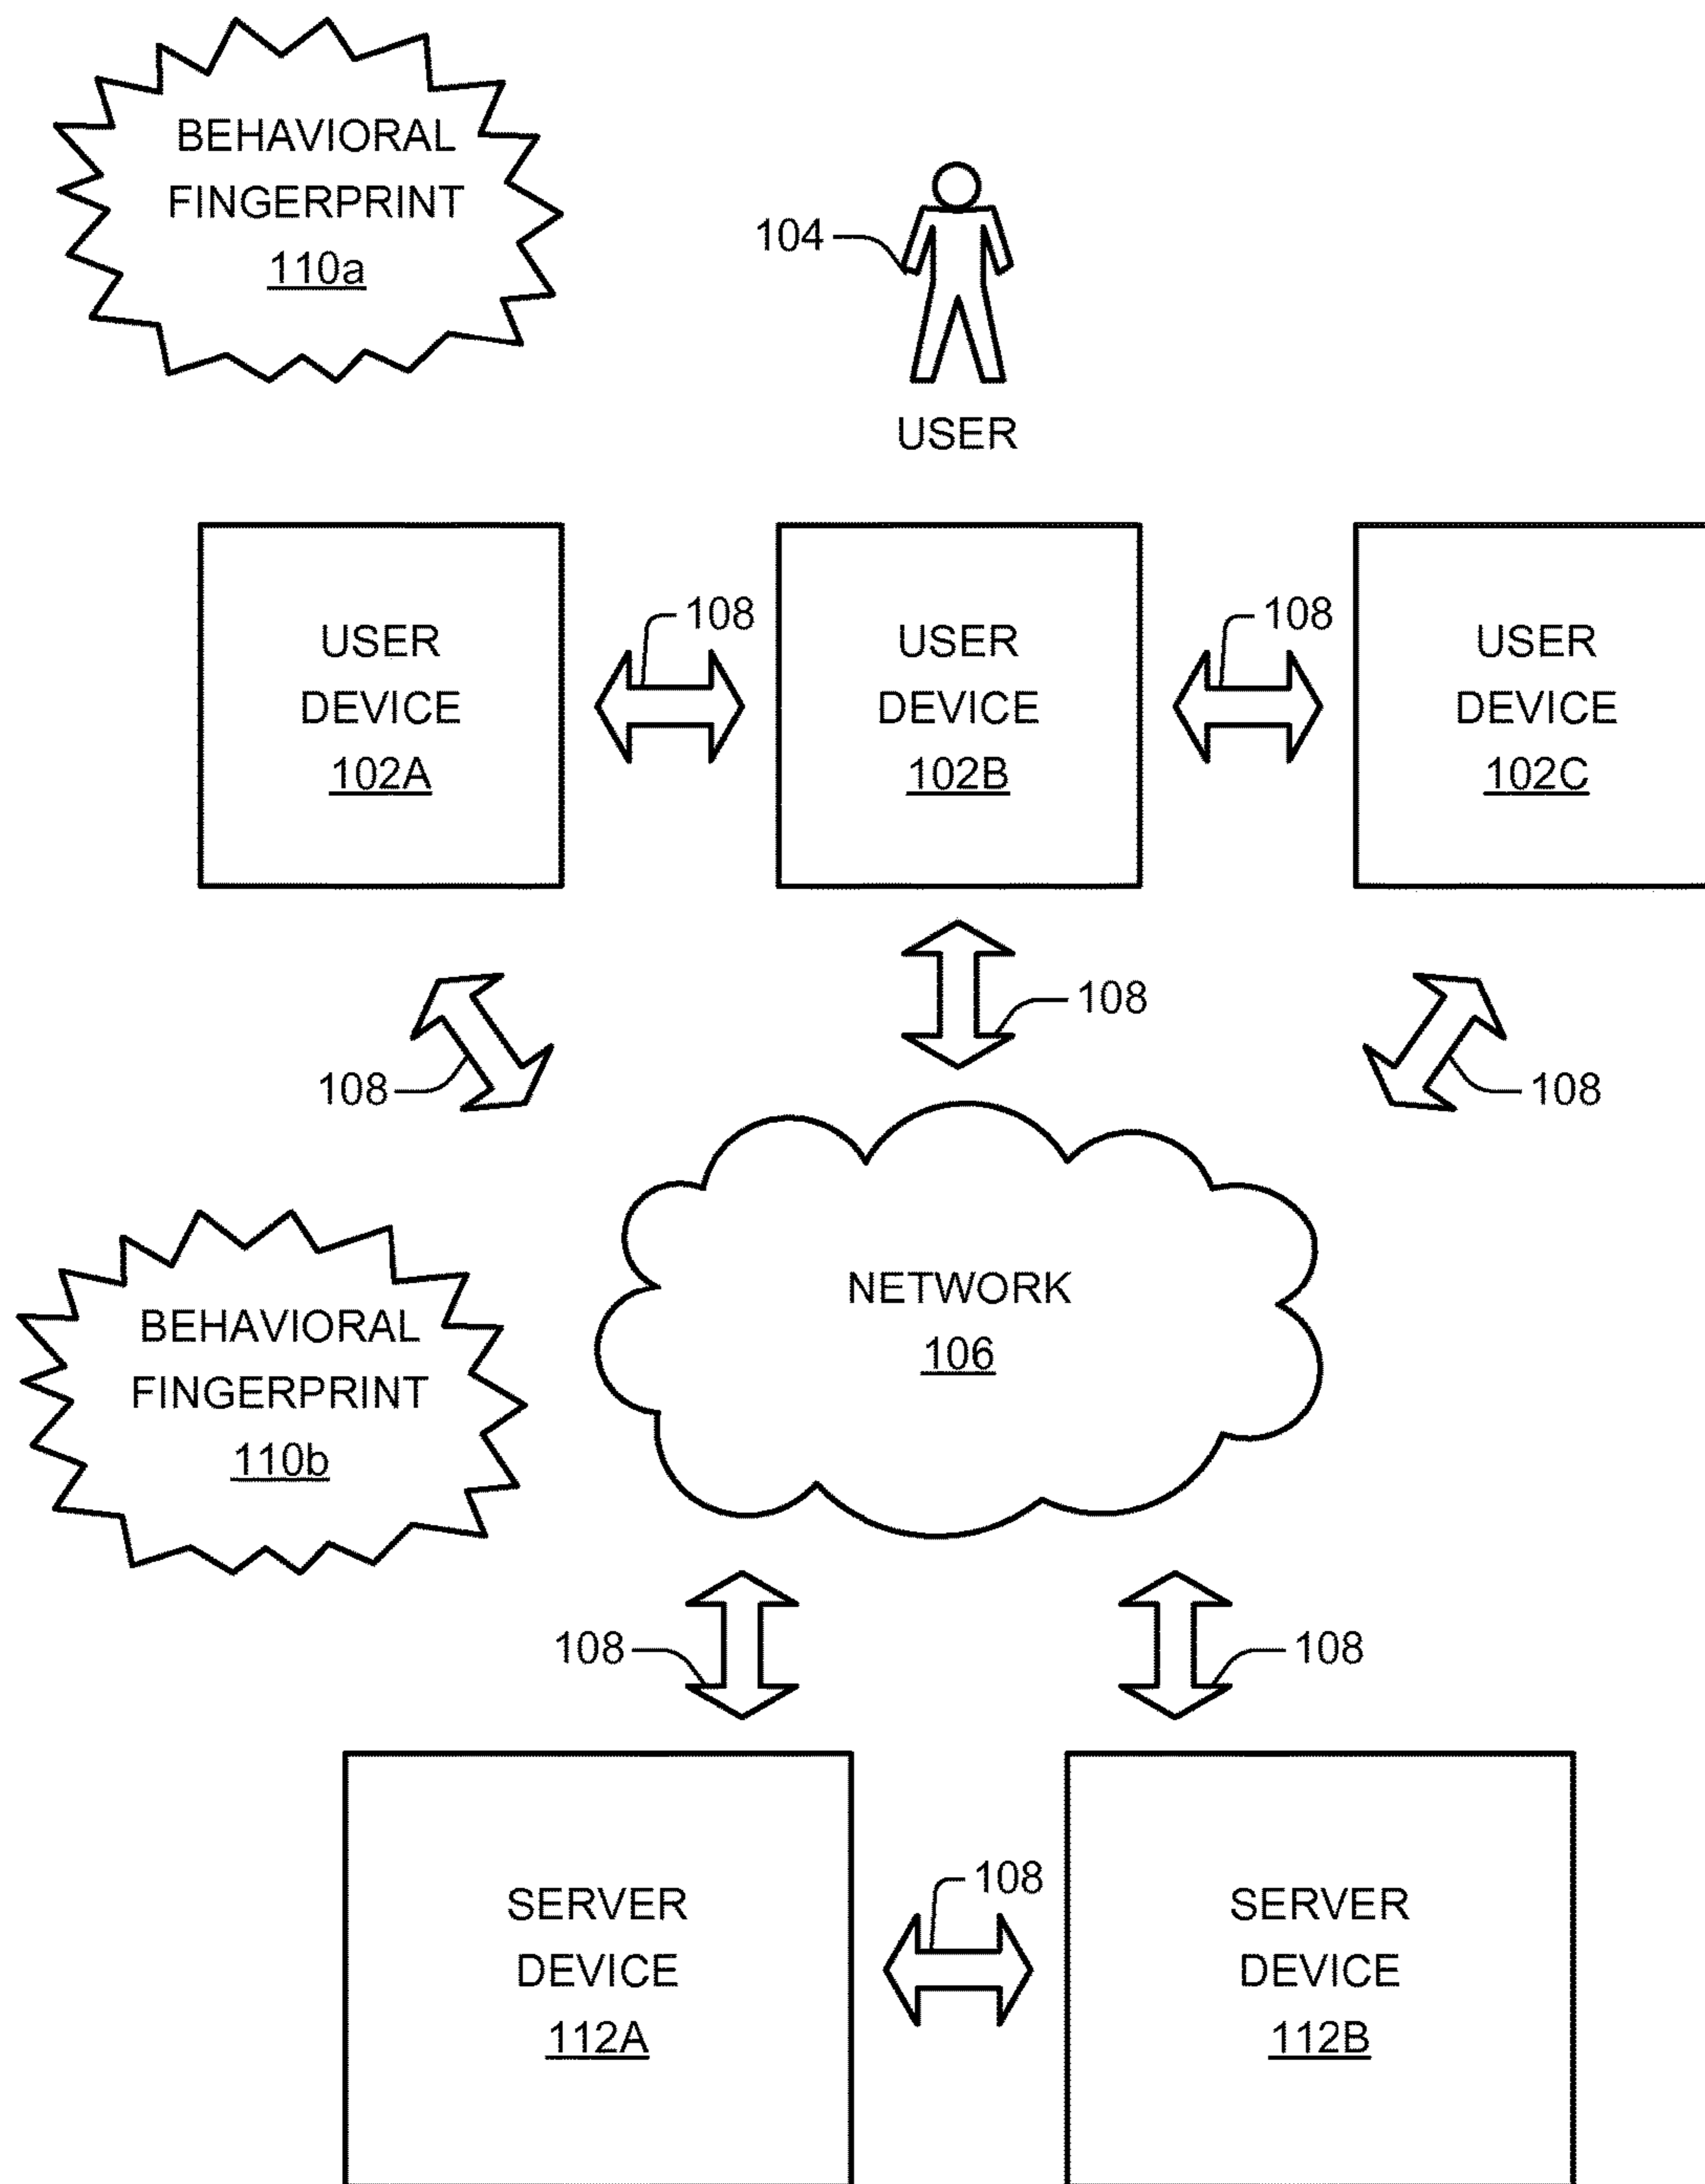 BEHAVIORAL
FINGERPRINT
110a
104
USER
108
108
USER
DEVICE
102A
USER
DEVICE
102B
USER
DEVICE
102C
108
108
108
BEHAVIORAL
FINGERPRINT
110b
NETWORK
106
108
108
108
SERVER
DEVICE
112A
SERVER
DEVICE
112B